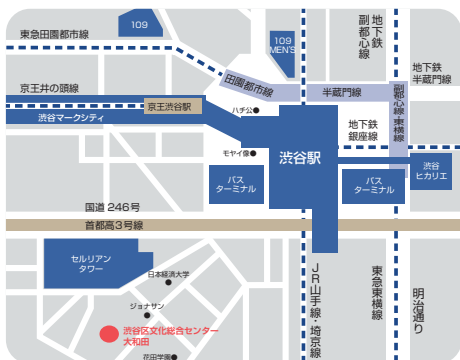 109
109
MEN'S
東急田園都市線
地下鉄
副都心線
地下鉄
半蔵門線
京王井の頭線
田園都市線
半蔵門線
副都心線・東横線
京王渋谷駅
ハチ公
渋谷マークシティ
地下鉄
銀座線
モヤイ像
渋谷駅
渋谷
ヒカリエ
バス
ターミナル
バス
ターミナル
国道246号
首都高3号線
セルリアン
タワー
日本経済大学
ジョナサン
渋谷区文化総合センター
大和田
花田学園
JR山手線・埼京線
東急東横線
明治通り